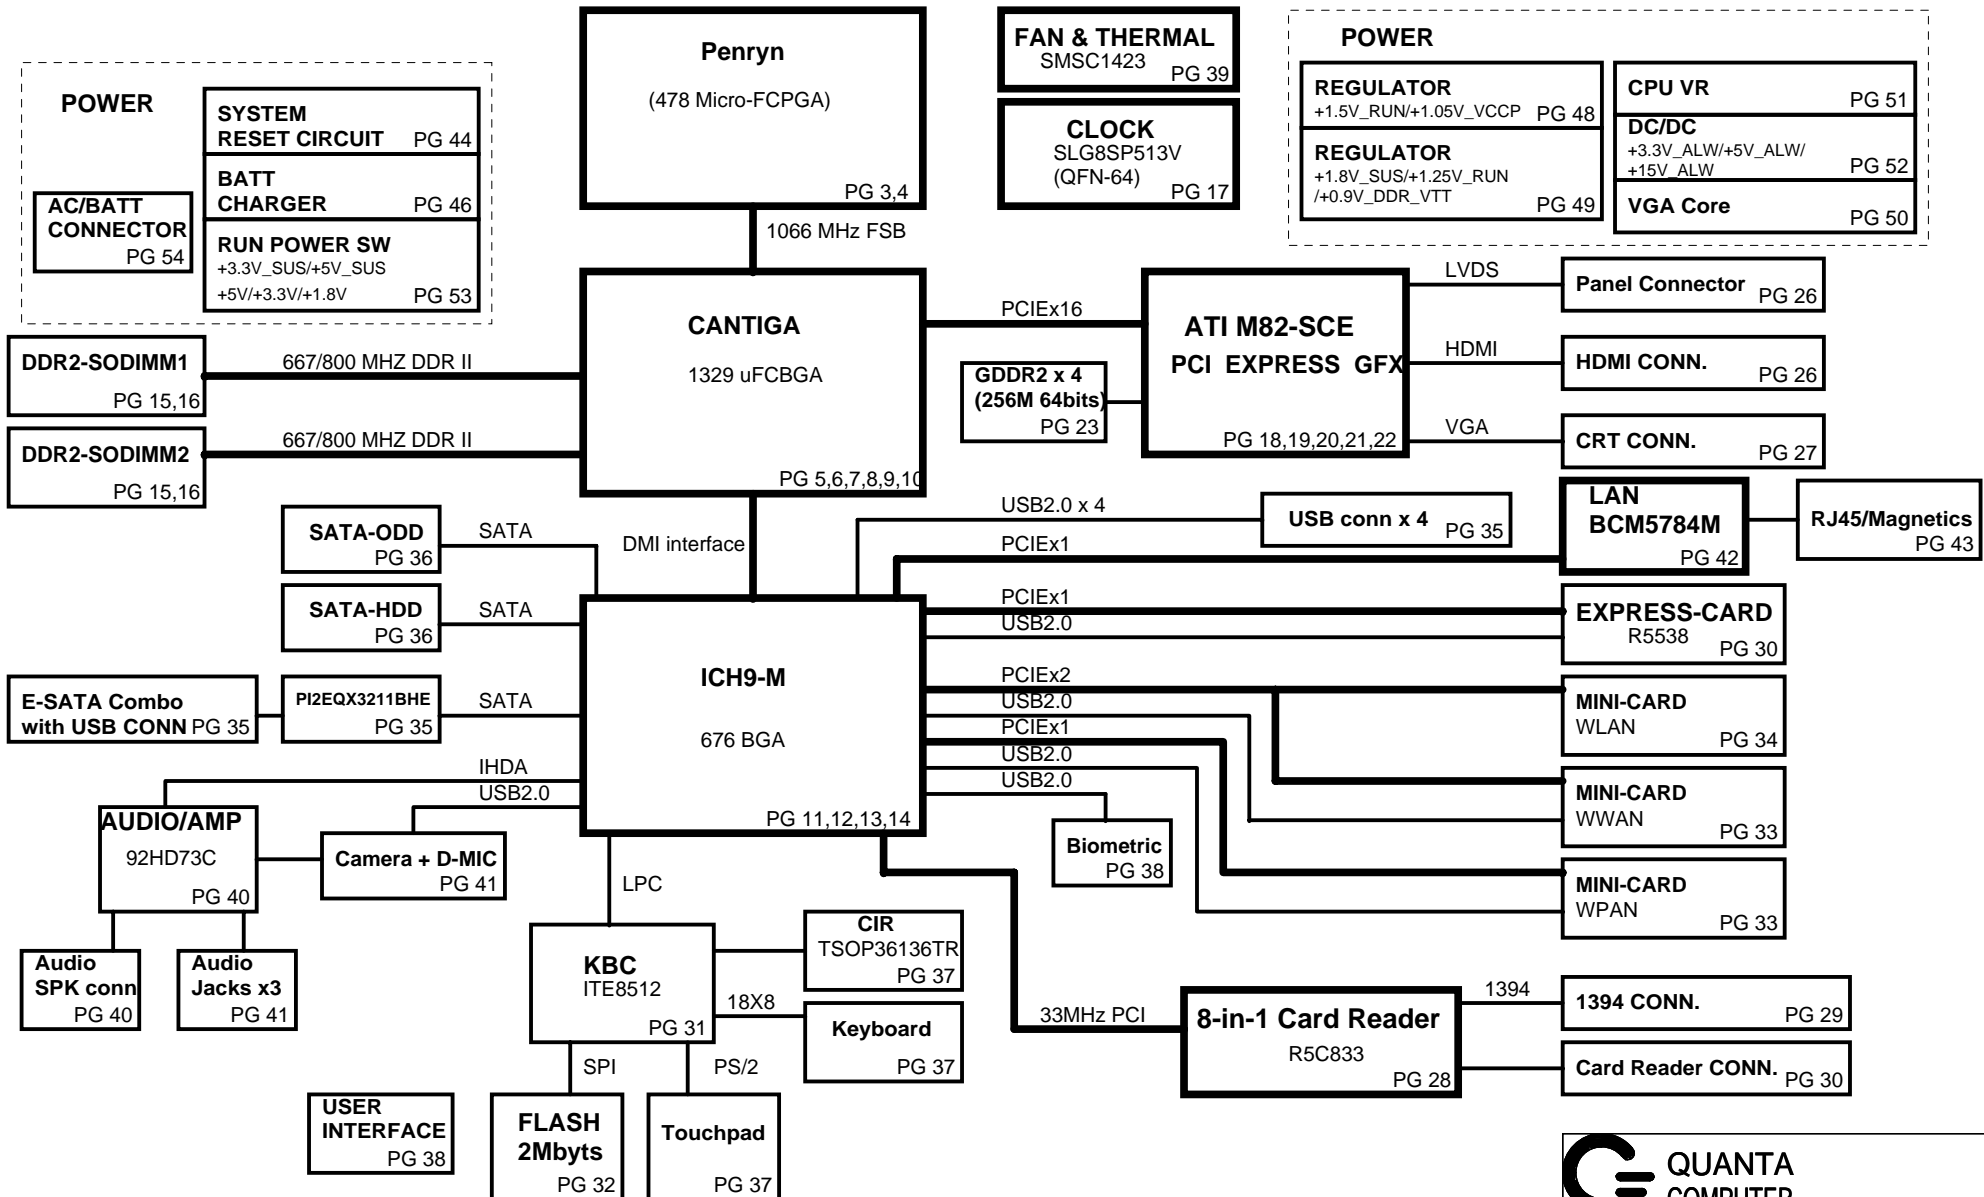 Penryn
(478 Micro-FCPGA)
PG 3,4
FAN & THERMAL
SMSC1423
PG 39
CLOCK
SLG8SP513V
(QFN-64)
PG 17
POWER
REGULATOR
+1.5V_RUN/+1.05V_VCCP PG 48
REGULATOR
+1.8V_SUS/+1.25V_RUN
/+0.9V_DDR_VTT
PG 49
CPU VR
PG 51
DC/DC
+3.3V_ALW/+5V_ALW/
+15V_ALW
PG 52
VGA Core
PG 50
POWER
SYSTEM
RESET CIRCUIT PG 44
BATT
CHARGER PG 46
RUN POWER SW
+3.3V_SUS/+5V_SUS
+5V/+3.3V/+1.8V PG 53
AC/BATT
CONNECTOR
PG 54
1066 MHz FSB
CANTIGA
1329 uFCBGA
PG 5,6,7,8,9,10
DDR2-SODIMM1
PG 15,16
667/800 MHZ DDR II
DDR2-SODIMM2
PG 15,16
667/800 MHZ DDR II
PCIEx16
ATI M82-SCE
PCI EXPRESS GFX
PG 18,19,20,21,22
GDDR2 x 4
(256M 64bits)
PG 23
LVDS
Panel Connector PG 26
HDMI
HDMI CONN.
PG 26
VGA
CRT CONN.
PG 27
DMI interface
SATA-ODD
PG 36
SATA
SATA-HDD
PG 36
SATA
E-SATA Combo
with USB CONN PG 35
PI2EQX3211BHE
PG 35
SATA
ICH9-M
676 BGA
PG 11,12,13,14
USB2.0 x 4
USB conn x 4 PG 35
PCIEx1
LAN
BCM5784M
PG 42
RJ45/Magnetics
PG 43
PCIEx1
USB2.0
EXPRESS-CARD
R5538
PG 30
PCIEx2
USB2.0
PCIEx1
USB2.0
USB2.0
MINI-CARD
WLAN
PG 34
MINI-CARD
WWAN
PG 33
MINI-CARD
WPAN
PG 33
Biometric
PG 38
IHDA
USB2.0
AUDIO/AMP
92HD73C
PG 40
Camera + D-MIC
PG 41
Audio
SPK conn
PG 40
Audio
Jacks x3
PG 41
LPC
KBC
ITE8512
PG 31
CIR
TSOP36136TR
PG 37
18X8
Keyboard
PG 37
SPI
PS/2
USER
INTERFACE
PG 38
FLASH
2Mbyts
PG 32
Touchpad
PG 37
33MHz PCI
8-in-1 Card Reader
R5C833
PG 28
1394
1394 CONN.
PG 29
Card Reader CONN. PG 30
QUANTA
COMPUTER